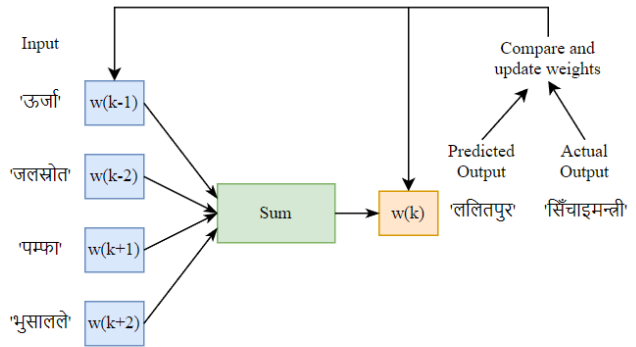 Input
Compare and
update weights
'ऊर्जा'
w(k-1)
Predicted
Output
Actual
Output
'जलस्रोत'
w(k-2)
Sum
w(k)
'ललितपुर'
'सिँचाइमन्त्री'
'पम्फा'
w(k+1)
'भुसालले'
w(k+2)